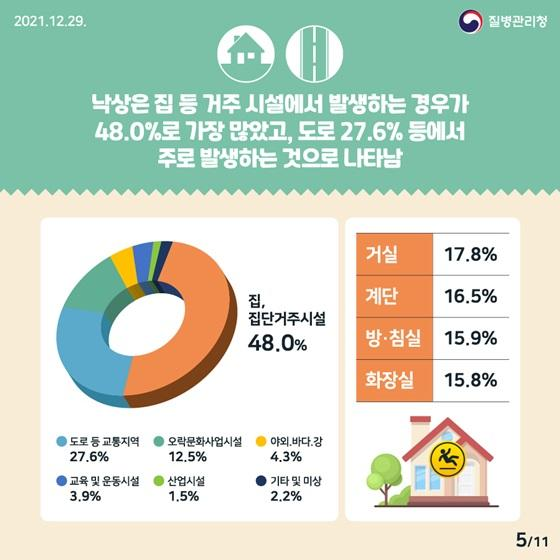 2021.12.29.
질병관리청
낙상은 집 등 거주 시설에서 발생하는 경우가
48.0%로 가장 많았고, 도로 27.6% 등에서
주로 발생하는 것으로 나타남
집,
집단거주시설
48.0%
도로 등 교통지역
27.6%
오락문화사업시설
12.5%
야외,바다.강
4.3%
교육 및 운동시설
3.9%
산업시설
1.5%
기타 및 미상
2.2%
거실 17.8%
계단 16.5%
방·침실 15.9%
화장실 15.8%
5/11